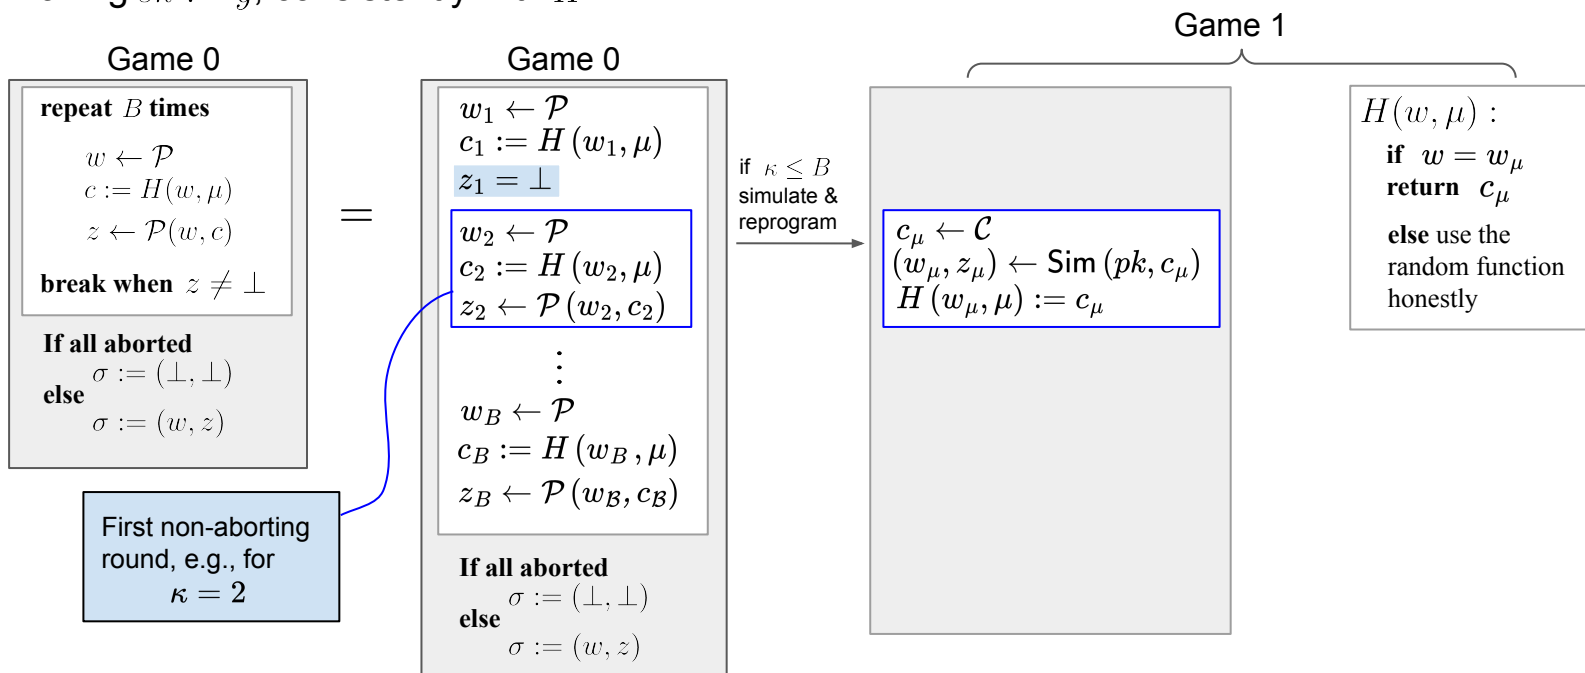 Game 0
repeat B times
w ← 𝒫
c := H(w, μ)
z ← 𝒫(w, c)
break when z ≠ ⊥
If all aborted
σ := (⊥, ⊥)
else
σ := (w, z)
First non-aborting
round, e.g., for
κ = 2
=
Game 0
w₁ ← 𝒫
c₁ := H (w₁, μ)
z₁ = ⊥
w₂ ← 𝒫
c₂ := H (w₂, μ)
z₂ ← 𝒫 (w₂, c₂)
⋮
w_B ← 𝒫
c_B := H (w_B , μ)
z_B ← 𝒫 (w_ℬ, c_ℬ)
If all aborted
σ := (⊥, ⊥)
else
σ := (w, z)
if κ ≤ B
simulate &
reprogram
Game 1
c_μ ← 𝒞
(w_μ, z_μ) ← Sim (pk, c_μ)
H (w_μ, μ) := c_μ
H(w, μ) :
if w = w_μ
return c_μ
else use the
random function
honestly